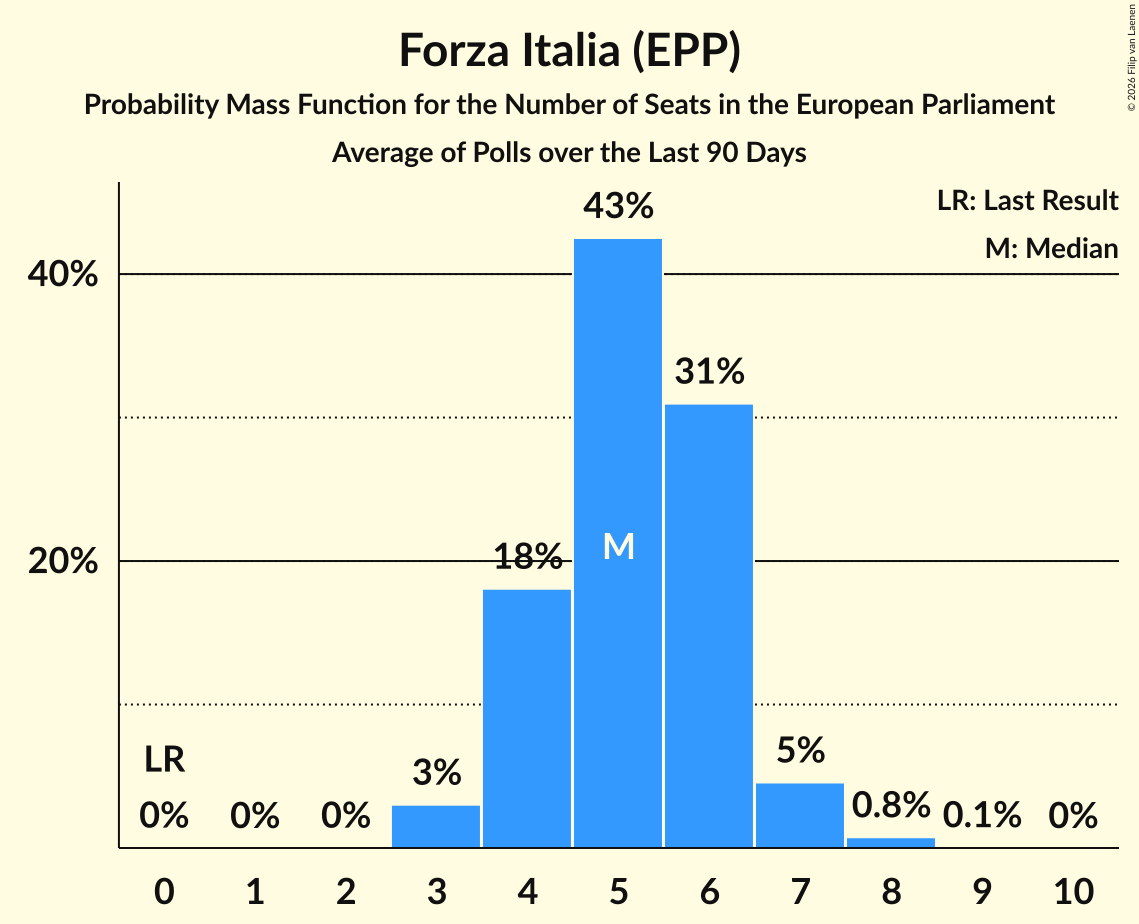 Forza Italia (EPP)
Probability Mass Function for the Number of Seats in the European Parliament
Average of Polls over the Last 90 Days
© 2026 Filip van Laenen
LR: Last Result
M: Median
43%
40%
31%
M
20%
18%
LR
5%
3%
0.8%
0% 0% 0% 0.1% 0%
0 1 2 3 4 5 6 7 8 9 10